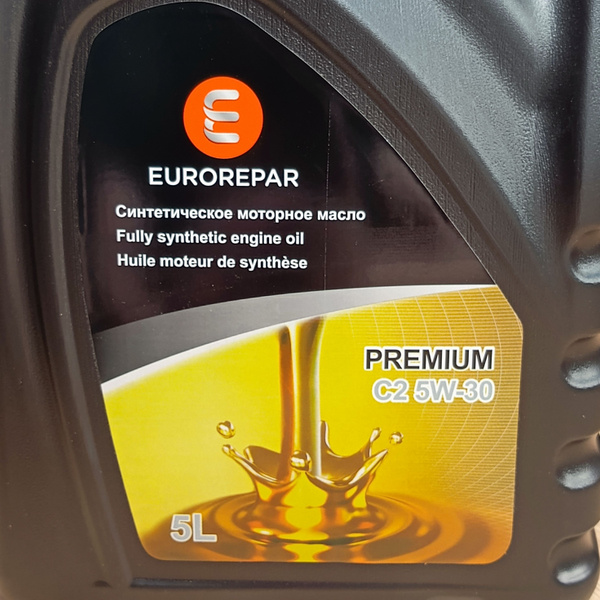 EUROREPAR
Синтетическое моторное масло
Fully synthetic engine oil
Huile moteur de synthèse
PREMIUM
C2 5W-30
5L